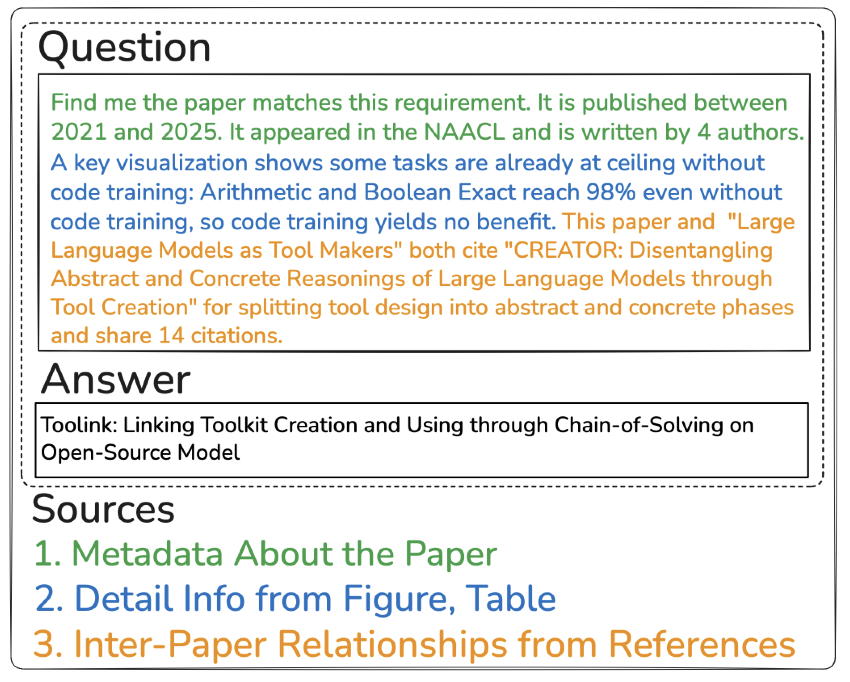 Question
Find me the paper matches this requirement. It is published between
2021 and 2025. It appeared in the NAACL and is written by 4 authors.
A key visualization shows some tasks are already at ceiling without
code training: Arithmetic and Boolean Exact reach 98% even without
code training, so code training yields no benefit. This paper and "Large
Language Models as Tool Makers" both cite "CREATOR: Disentangling
Abstract and Concrete Reasonings of Large Language Models through
Tool Creation" for splitting tool design into abstract and concrete phases
and share 14 citations.
Answer
Toolink: Linking Toolkit Creation and Using through Chain-of-Solving on
Open-Source Model
Sources
1. Metadata About the Paper
2. Detail Info from Figure, Table
3. Inter-Paper Relationships from References